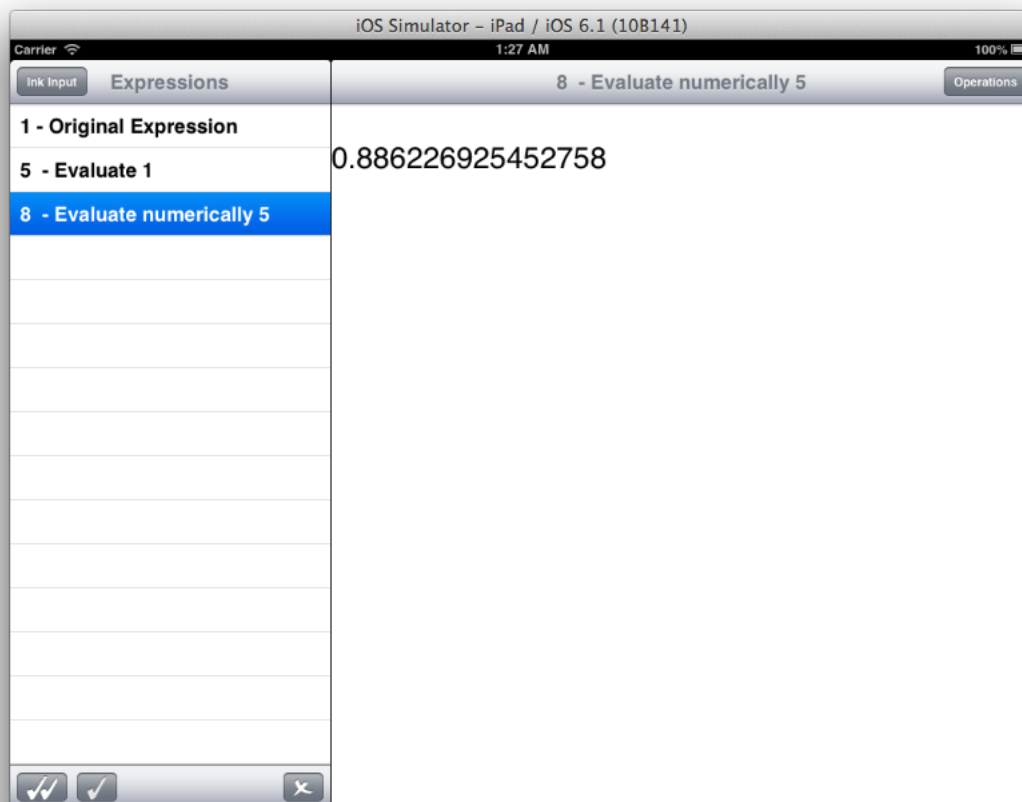 iOS Simulator – iPad / iOS 6.1 (10B141)
Carrier 1:27 AM 100%
Ink Input Expressions 8 - Evaluate numerically 5 Operations
1 - Original Expression
5 - Evaluate 1
0.886226925452758
8 - Evaluate numerically 5